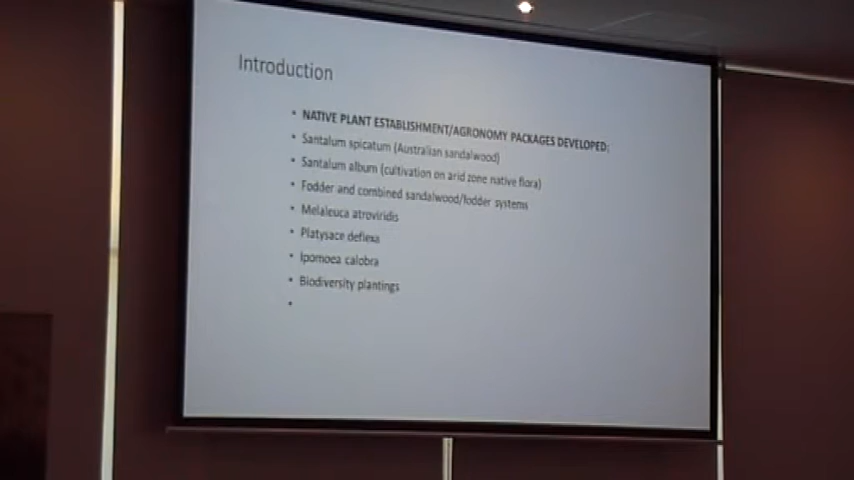 Introduction
• NATIVE PLANT ESTABLISHMENT/AGRONOMY PACKAGES DEVELOPED:
• Santalum spicatum (Australian sandalwood)
• Santalum album (cultivation on arid zone native flora)
• Fodder and combined sandalwood/fodder systems
• Melaleuca atroviridis
• Platysace deflexa
• Ipomoea calobra
• Biodiversity plantings
•